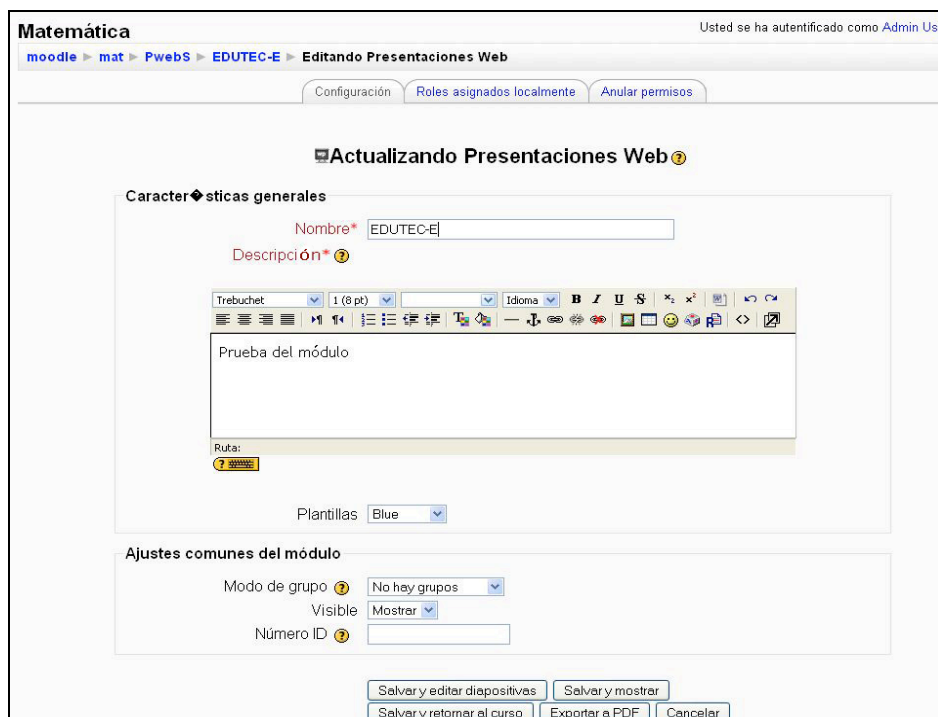 Matemática
Usted se ha autentificado como Admin Us
moodle ► mat ► PwebS ► EDUTEC-E ► Editando Presentaciones Web
Configuración Roles asignados localmente Anular permisos
Actualizando Presentaciones Web
Caracter�sticas generales
Nombre* EDUTEC-E
Descripción*
Trebuchet 1 (8 pt) Idioma B I U S x₂ x²
Prueba del módulo
Ruta:
Plantillas Blue
Ajustes comunes del módulo
Modo de grupo No hay grupos
Visible Mostrar
Número ID
Salvar y editar diapositivas Salvar y mostrar
Salvar y retornar al curso Exportar a PDF Cancelar